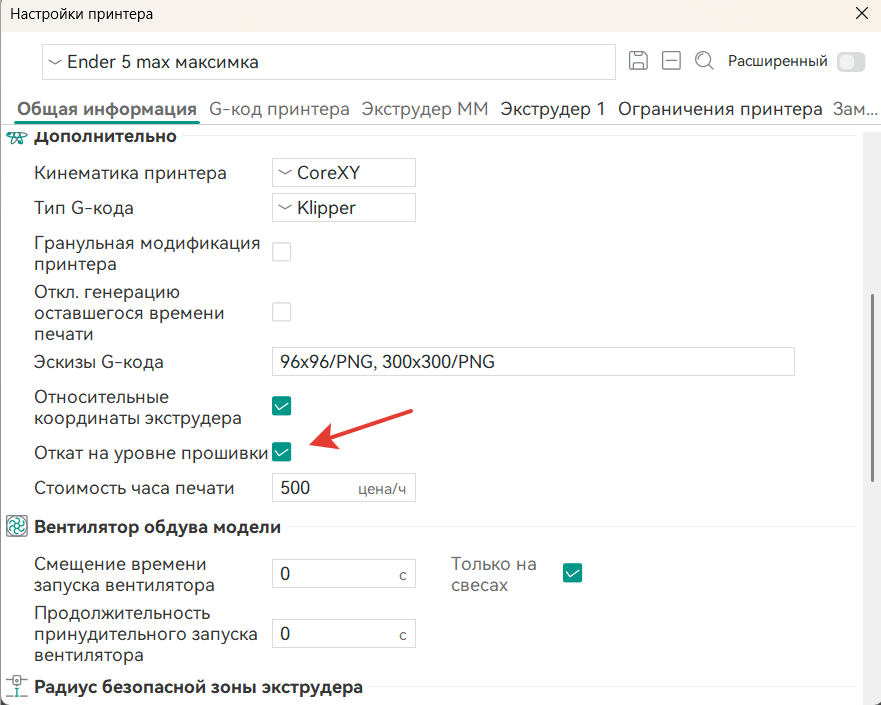 Настройки принтера
Ender 5 max максимка
Расширенный
Общая информация G-код принтера Экструдер ММ Экструдер 1 Ограничения принтера Зам...
Дополнительно
Кинематика принтера CoreXY
Тип G-кода Klipper
Гранульная модификация
принтера
Откл. генерацию
оставшегося времени
печати
Эскизы G-кода 96x96/PNG, 300x300/PNG
Относительные
координаты экструдера
Откат на уровне прошивки
Стоимость часа печати 500 цена/ч
Вентилятор обдува модели
Смещение времени
запуска вентилятора
0 с
Только на
свесах
Продолжительность
принудительного запуска
вентилятора
0 с
Радиус безопасной зоны экструдера